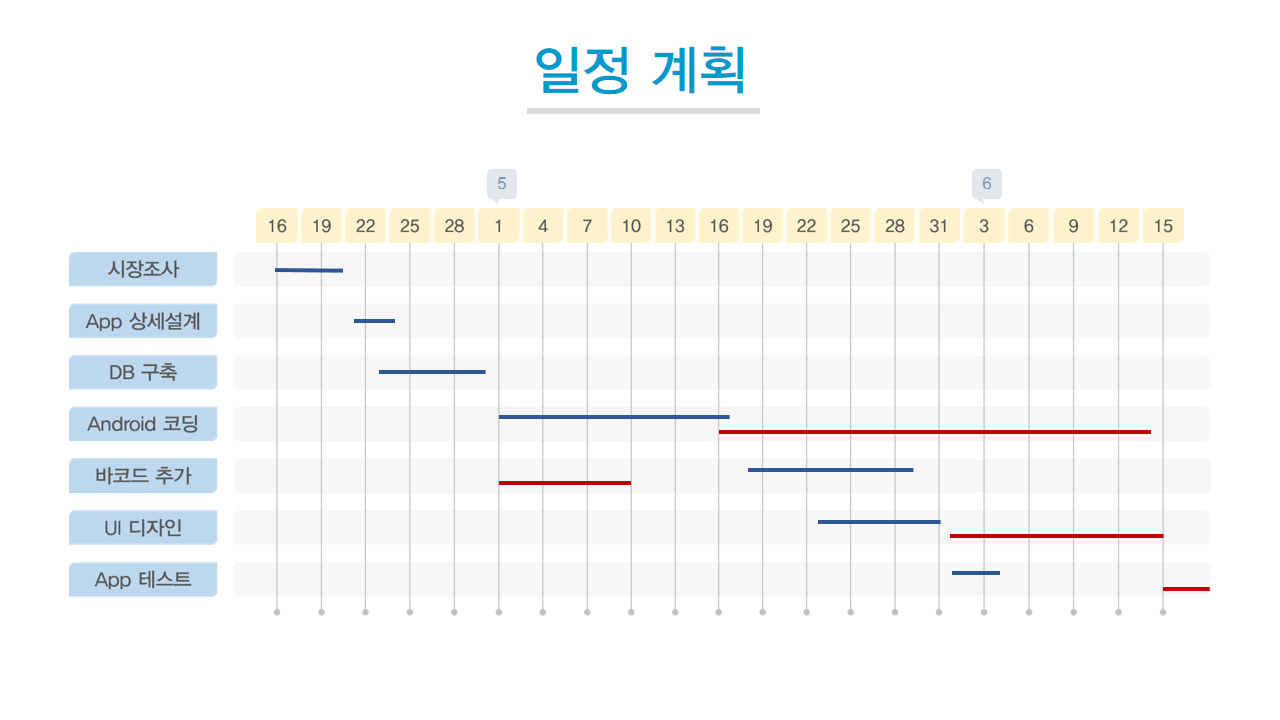 일정 계획
5 6
16 19 22 25 28 1 4 7 10 13 16 19 22 25 28 31 3 6 9 12 15
시장조사
App 상세설계
DB 구축
Android 코딩
바코드 추가
UI 디자인
App 테스트